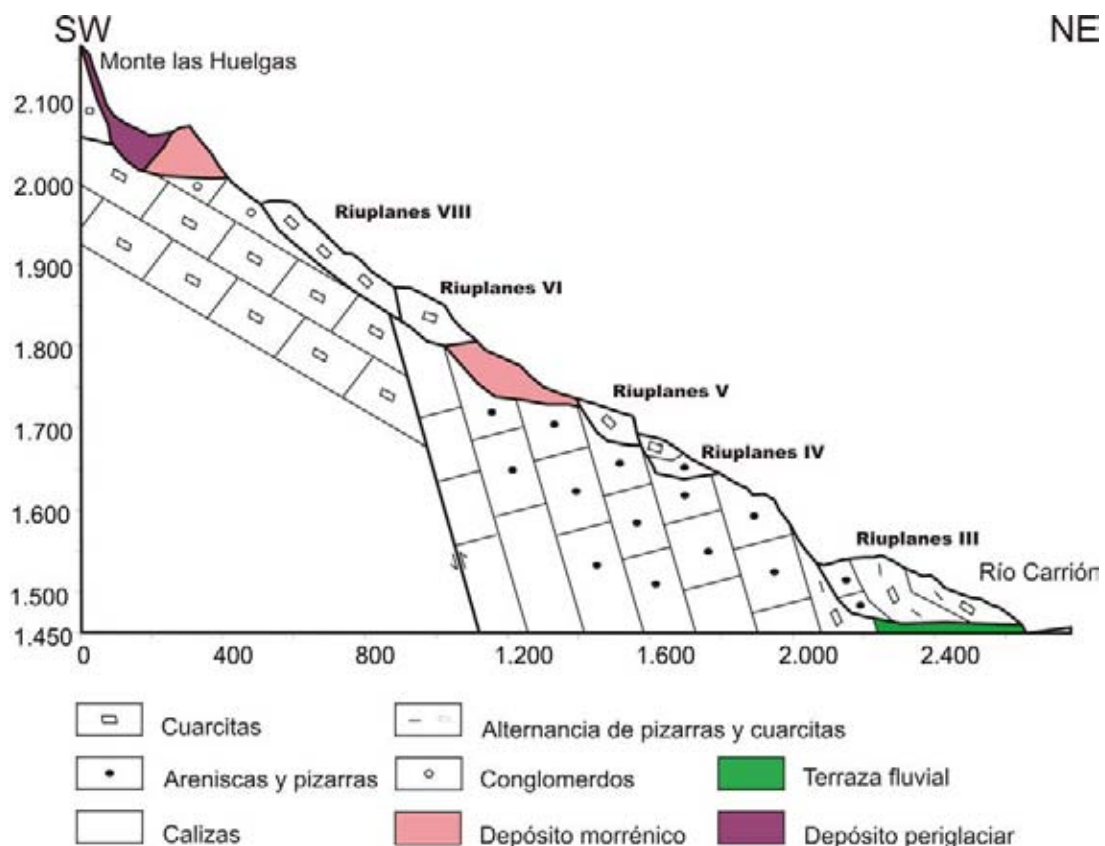 SW
NE
Monte las Huelgas
2.100
2.000
1.900
1.800
1.700
1.600
1.500
1.450
Riuplanes VIII
Riuplanes VI
Riuplanes V
Riuplanes IV
Riuplanes III
Río Carrión
0 400 800 1.200 1.600 2.000 2.400
Cuarcitas
Alternancia de pizarras y cuarcitas
Areniscas y pizarras
Conglomerdos
Terraza fluvial
Calizas
Depósito morrénico
Depósito periglaciar